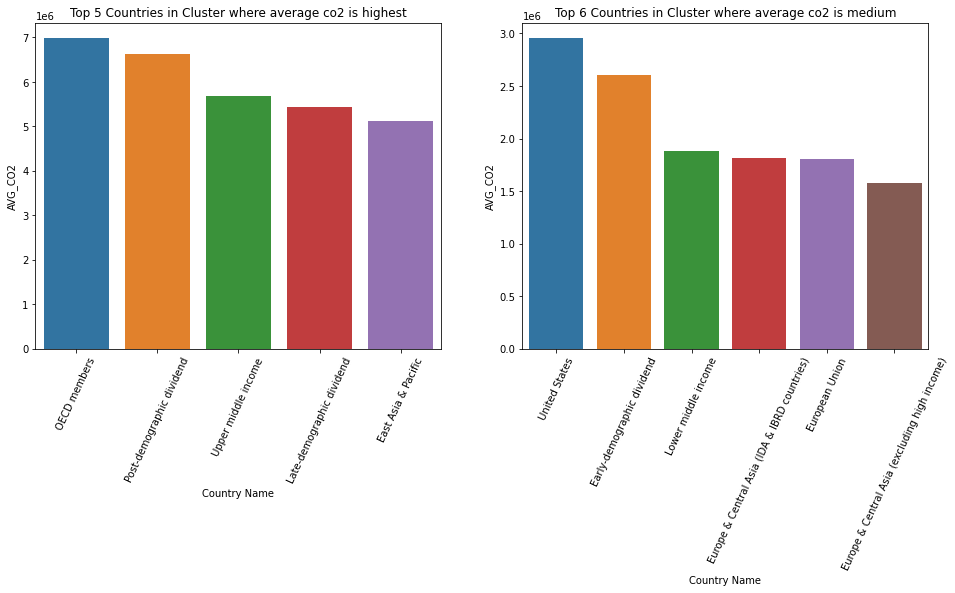 Top 5 Countries in Cluster where average co2 is highest
1e6
7
6
5
4
3
2
1
0
AVG_CO2
OECD members
Post-demographic dividend
Upper middle income
Late-demographic dividend
East Asia & Pacific
Country Name
Top 6 Countries in Cluster where average co2 is medium
1e6
3.0
2.5
2.0
1.5
1.0
0.5
0.0
AVG_CO2
United States
Early-demographic dividend
Lower middle income
Europe & Central Asia (IDA & IBRD countries)
European Union
Europe & Central Asia (excluding high income)
Country Name